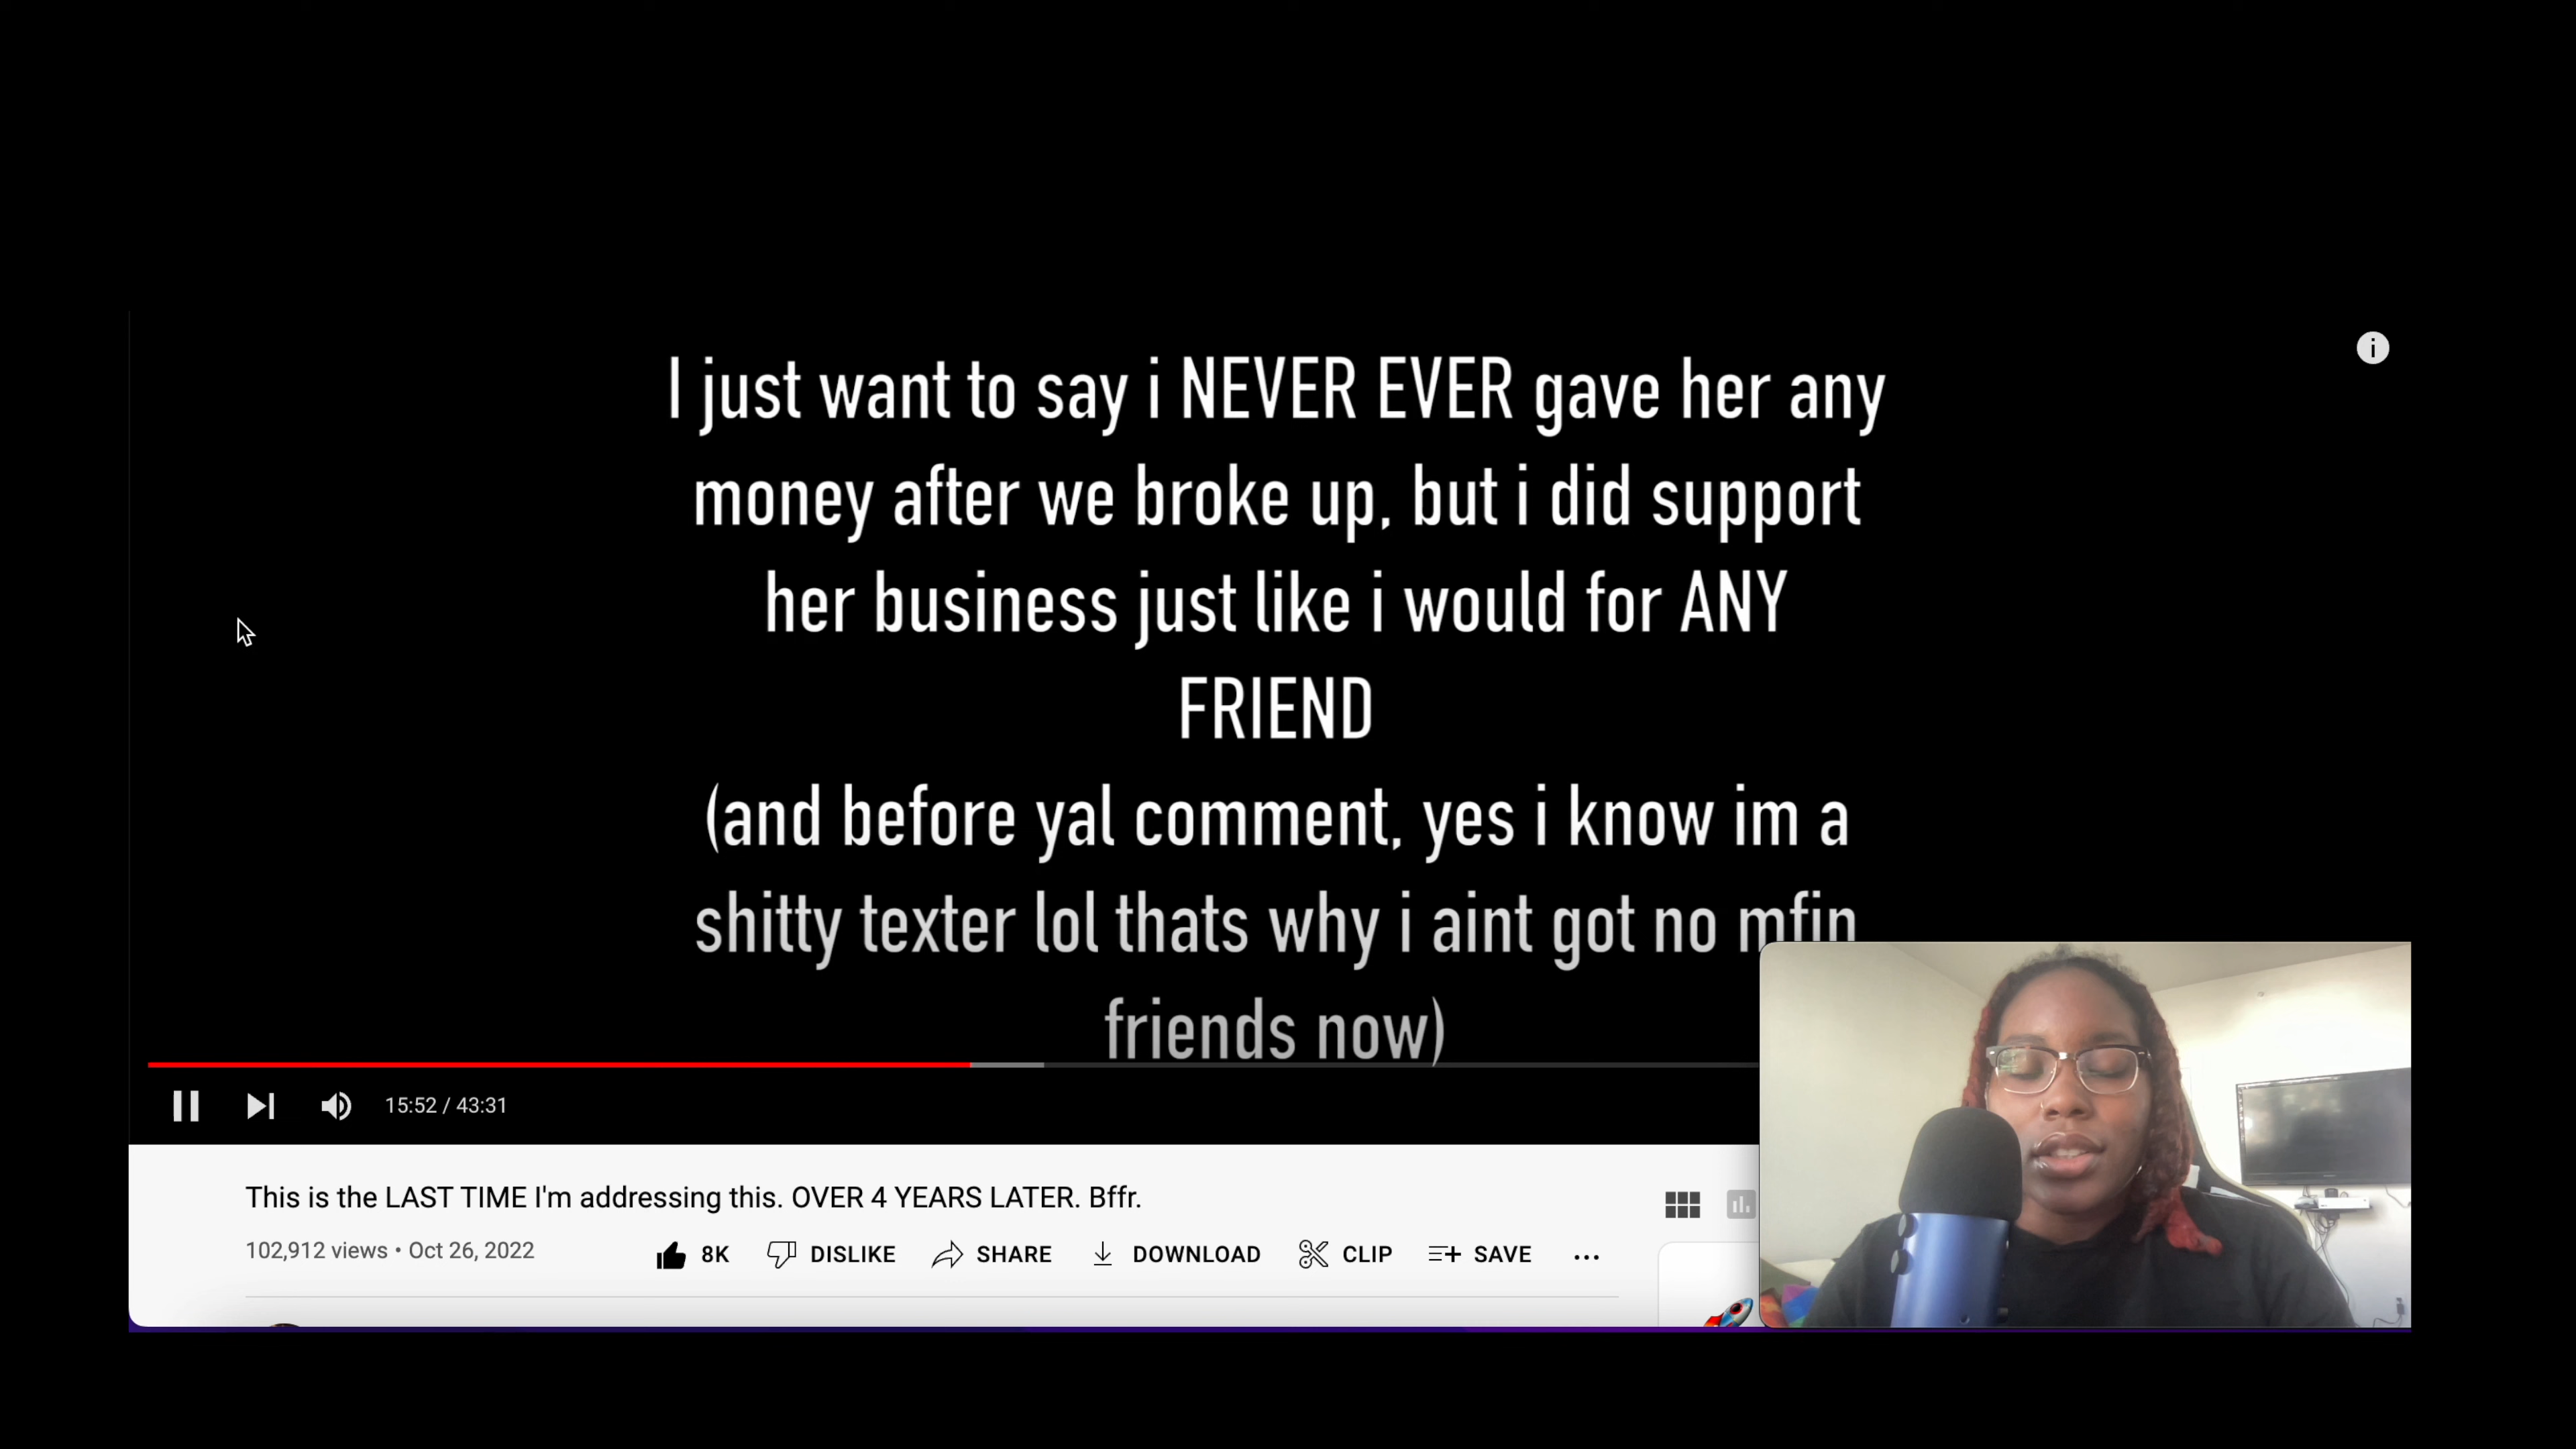 I just want to say i NEVER EVER gave her any
money after we broke up, but i did support
her business just like i would for ANY
FRIEND
(and before yal comment, yes i know im a
shitty texter lol thats why i aint got no mfin
friends now)
15:52 / 43:31
This is the LAST TIME I'm addressing this. OVER 4 YEARS LATER. Bffr.
102,912 views • Oct 26, 2022 8K DISLIKE SHARE DOWNLOAD CLIP SAVE